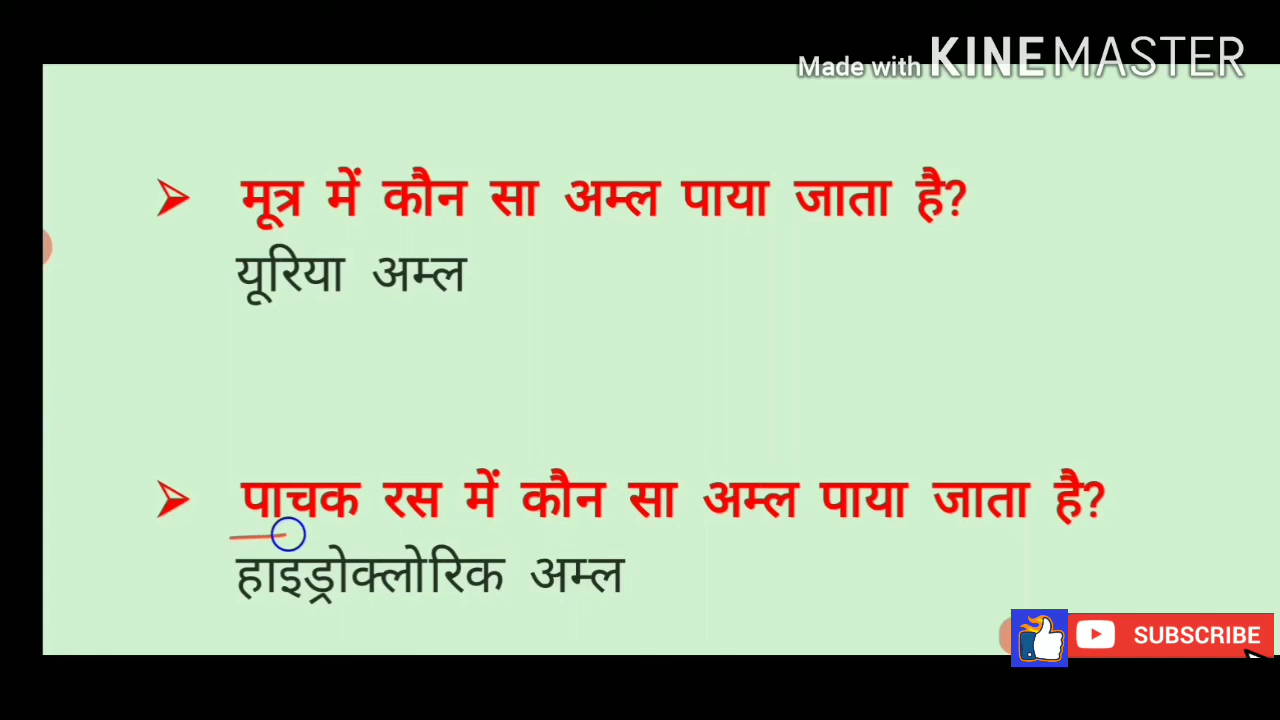 Made with KINEMASTER
➢ मूत्र में कौन सा अम्ल पाया जाता है?
यूरिया अम्ल
➢ पाचक रस में कौन सा अम्ल पाया जाता है?
हाइड्रोक्लोरिक अम्ल
SUBSCRIBE